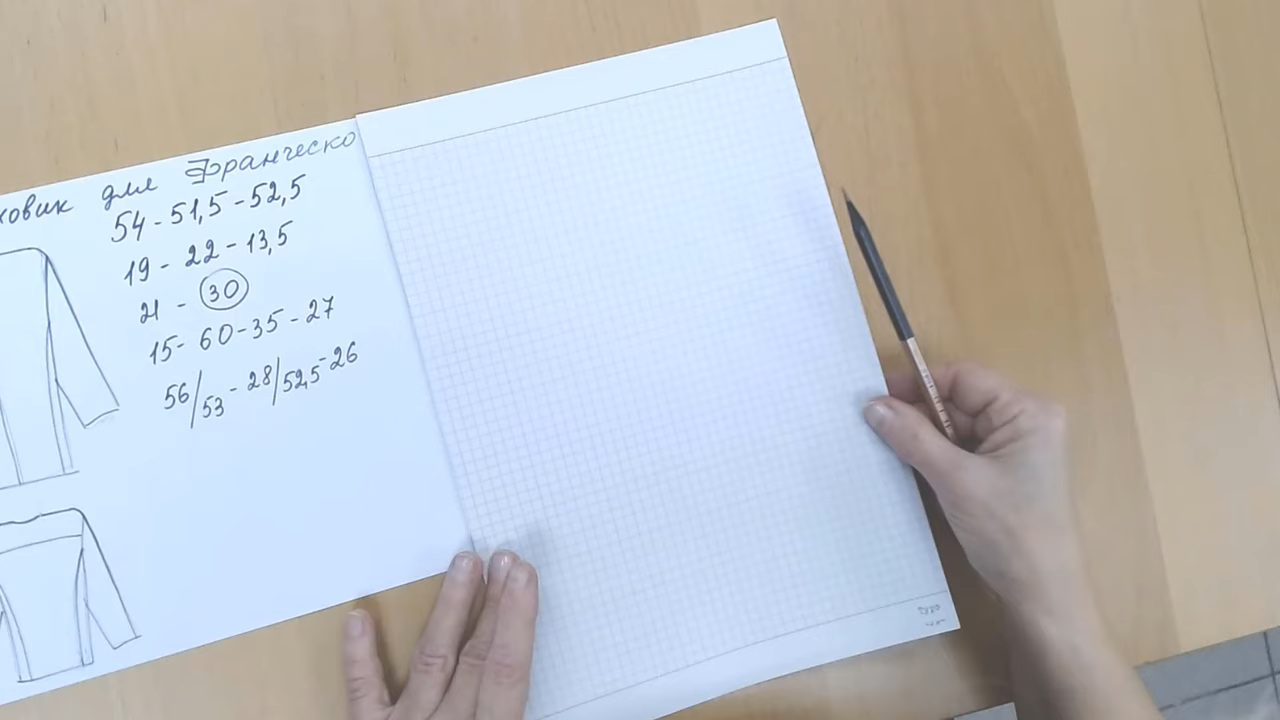 для Франческо
54 - 51,5 - 52,5
19 - 22 - 13,5
21 - 30
15 - 60 - 35 - 27
56/53 - 28/52,5 - 26